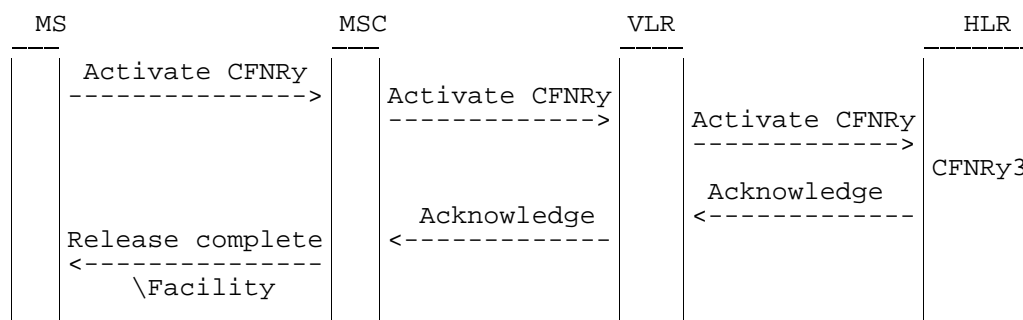 MS MSC VLR HLR
Activate CFNRy
--------------->
Activate CFNRy
------------->
Activate CFNRy
------------->
CFNRy3
Acknowledge
<-------------
Acknowledge
<-------------
Release complete
<---------------
\Facility